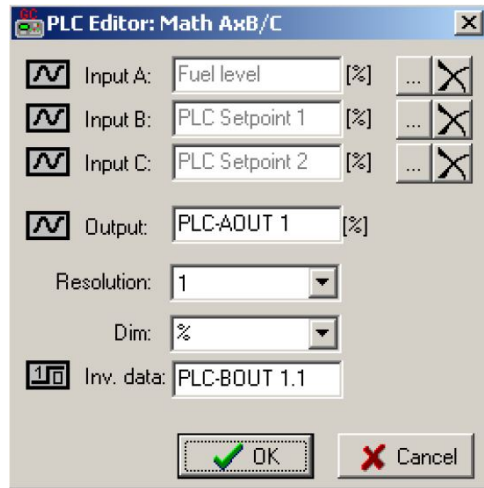 GC PLC Editor: Math AxB/C
Input A: Fuel level [%] ...
Input B: PLC Setpoint 1 [%] ...
Input C: PLC Setpoint 2 [%] ...
Output: PLC-AOUT 1 [%]
Resolution: 1
Dim: %
Inv. data: PLC-BOUT 1.1
OK Cancel